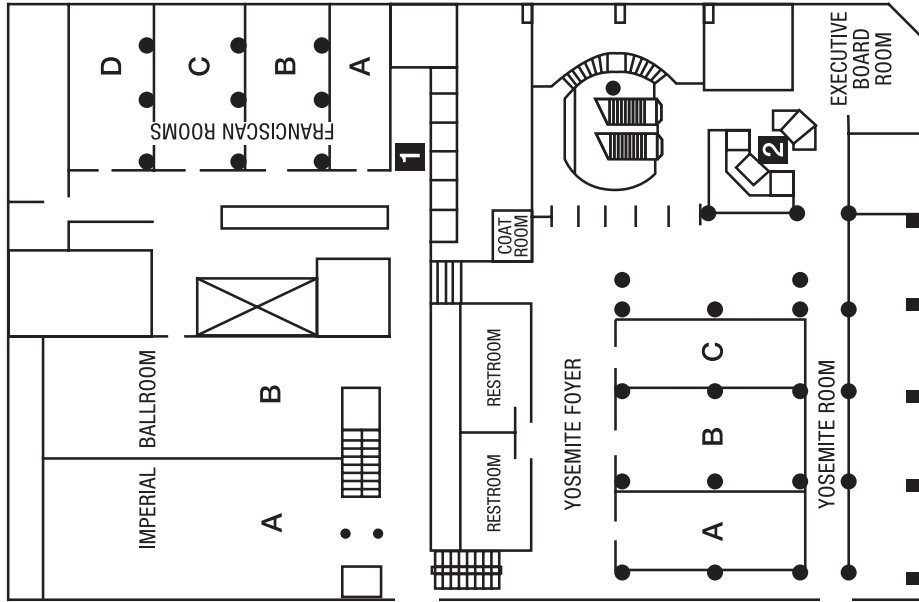 D
C
B
A
FRANCISCAN ROOMS
1
EXECUTIVE
BOARD
ROOM
2
COAT
ROOM
IMPERIAL BALLROOM
A
B
RESTROOM
RESTROOM
YOSEMITE FOYER
A
B
C
YOSEMITE ROOM